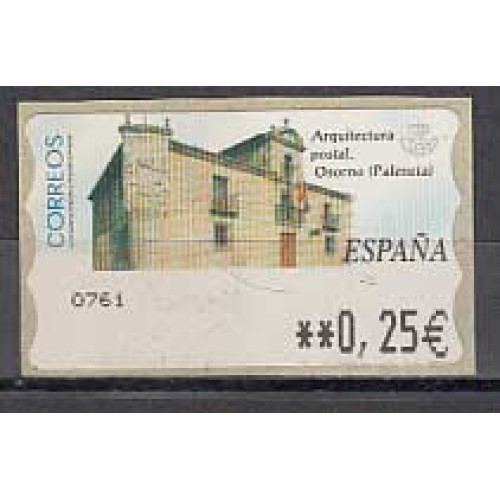 CORREOS
Arquitectura
postal.
Osorno (Palencia)
ESPAÑA
0761
**0,25€